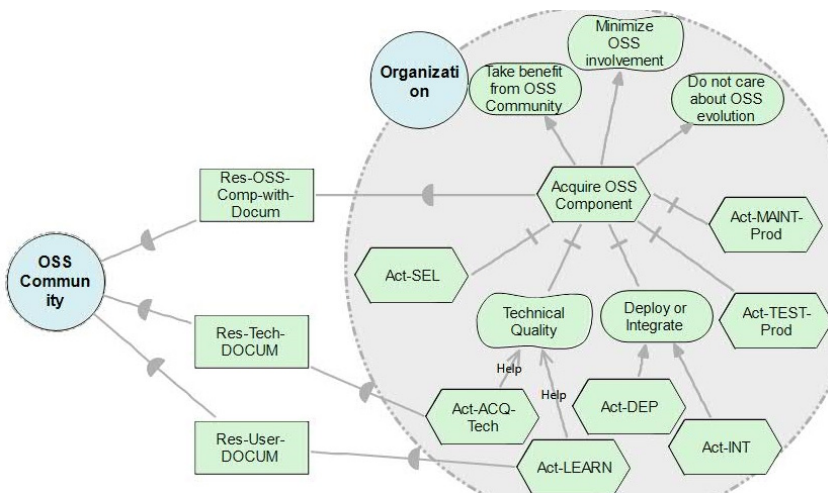 Minimize
OSS
involvement
Organizati
on
Take benefit
from OSS
Community
Do not care
about OSS
evolution
Res-OSS-
Comp-with-
Docum
Acquire OSS
Component
Act-MAINT-
Prod
OSS
Commun
ity
Act-SEL
Technical
Quality
Deploy or
Integrate
Act-TEST-
Prod
Res-Tech-
DOCUM
Help
Help
Act-ACQ-
Tech
Act-DEP
Res-User-
DOCUM
Act-LEARN
Act-INT